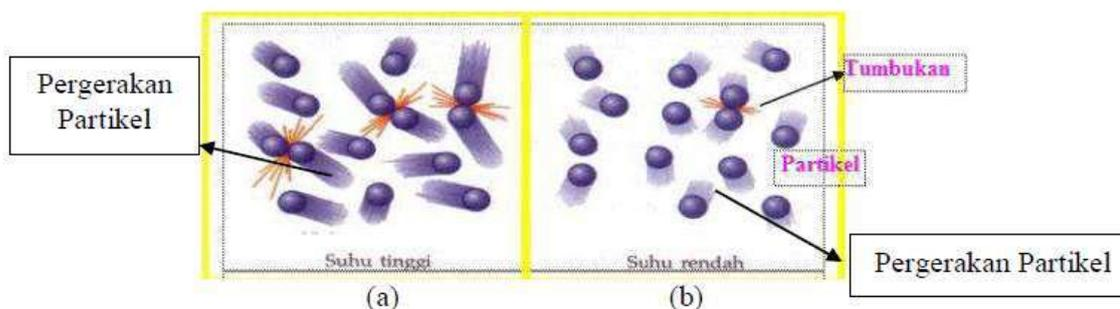 Pergerakan
Partikel
Tumbukan
Partikel
Pergerakan Partikel
Suhu tinggi
Suhu rendah
(a)
(b)